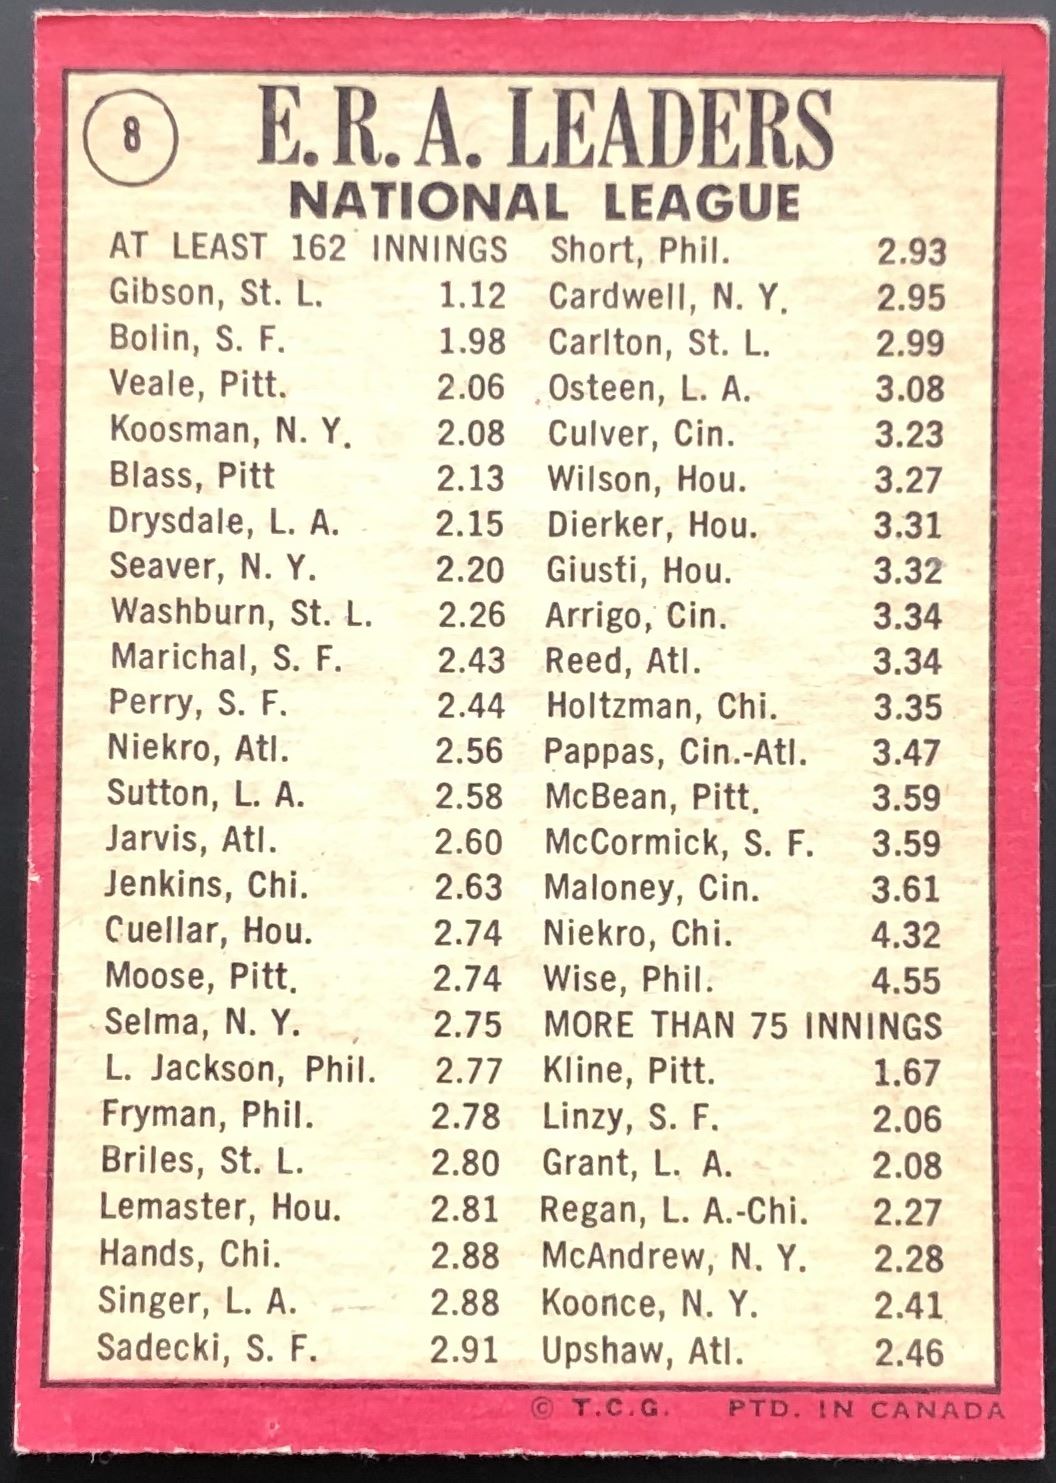 8
E.R.A. LEADERS
NATIONAL LEAGUE
AT LEAST 162 INNINGS
Gibson, St. L. 1.12
Bolin, S. F. 1.98
Veale, Pitt. 2.06
Koosman, N. Y. 2.08
Blass, Pitt 2.13
Drysdale, L. A. 2.15
Seaver, N. Y. 2.20
Washburn, St. L. 2.26
Marichal, S. F. 2.43
Perry, S. F. 2.44
Niekro, Atl. 2.56
Sutton, L. A. 2.58
Jarvis, Atl. 2.60
Jenkins, Chi. 2.63
Cuellar, Hou. 2.74
Moose, Pitt. 2.74
Selma, N. Y. 2.75
L. Jackson, Phil. 2.77
Fryman, Phil. 2.78
Briles, St. L. 2.80
Lemaster, Hou. 2.81
Hands, Chi. 2.88
Singer, L. A. 2.88
Sadecki, S. F. 2.91
Short, Phil. 2.93
Cardwell, N. Y. 2.95
Carlton, St. L. 2.99
Osteen, L. A. 3.08
Culver, Cin. 3.23
Wilson, Hou. 3.27
Dierker, Hou. 3.31
Giusti, Hou. 3.32
Arrigo, Cin. 3.34
Reed, Atl. 3.34
Holtzman, Chi. 3.35
Pappas, Cin.-Atl. 3.47
McBean, Pitt. 3.59
McCormick, S. F. 3.59
Maloney, Cin. 3.61
Niekro, Chi. 4.32
Wise, Phil. 4.55
MORE THAN 75 INNINGS
Kline, Pitt. 1.67
Linzy, S. F. 2.06
Grant, L. A. 2.08
Regan, L. A.-Chi. 2.27
McAndrew, N. Y. 2.28
Koonce, N. Y. 2.41
Upshaw, Atl. 2.46
© T.C.G. PTD. IN CANADA